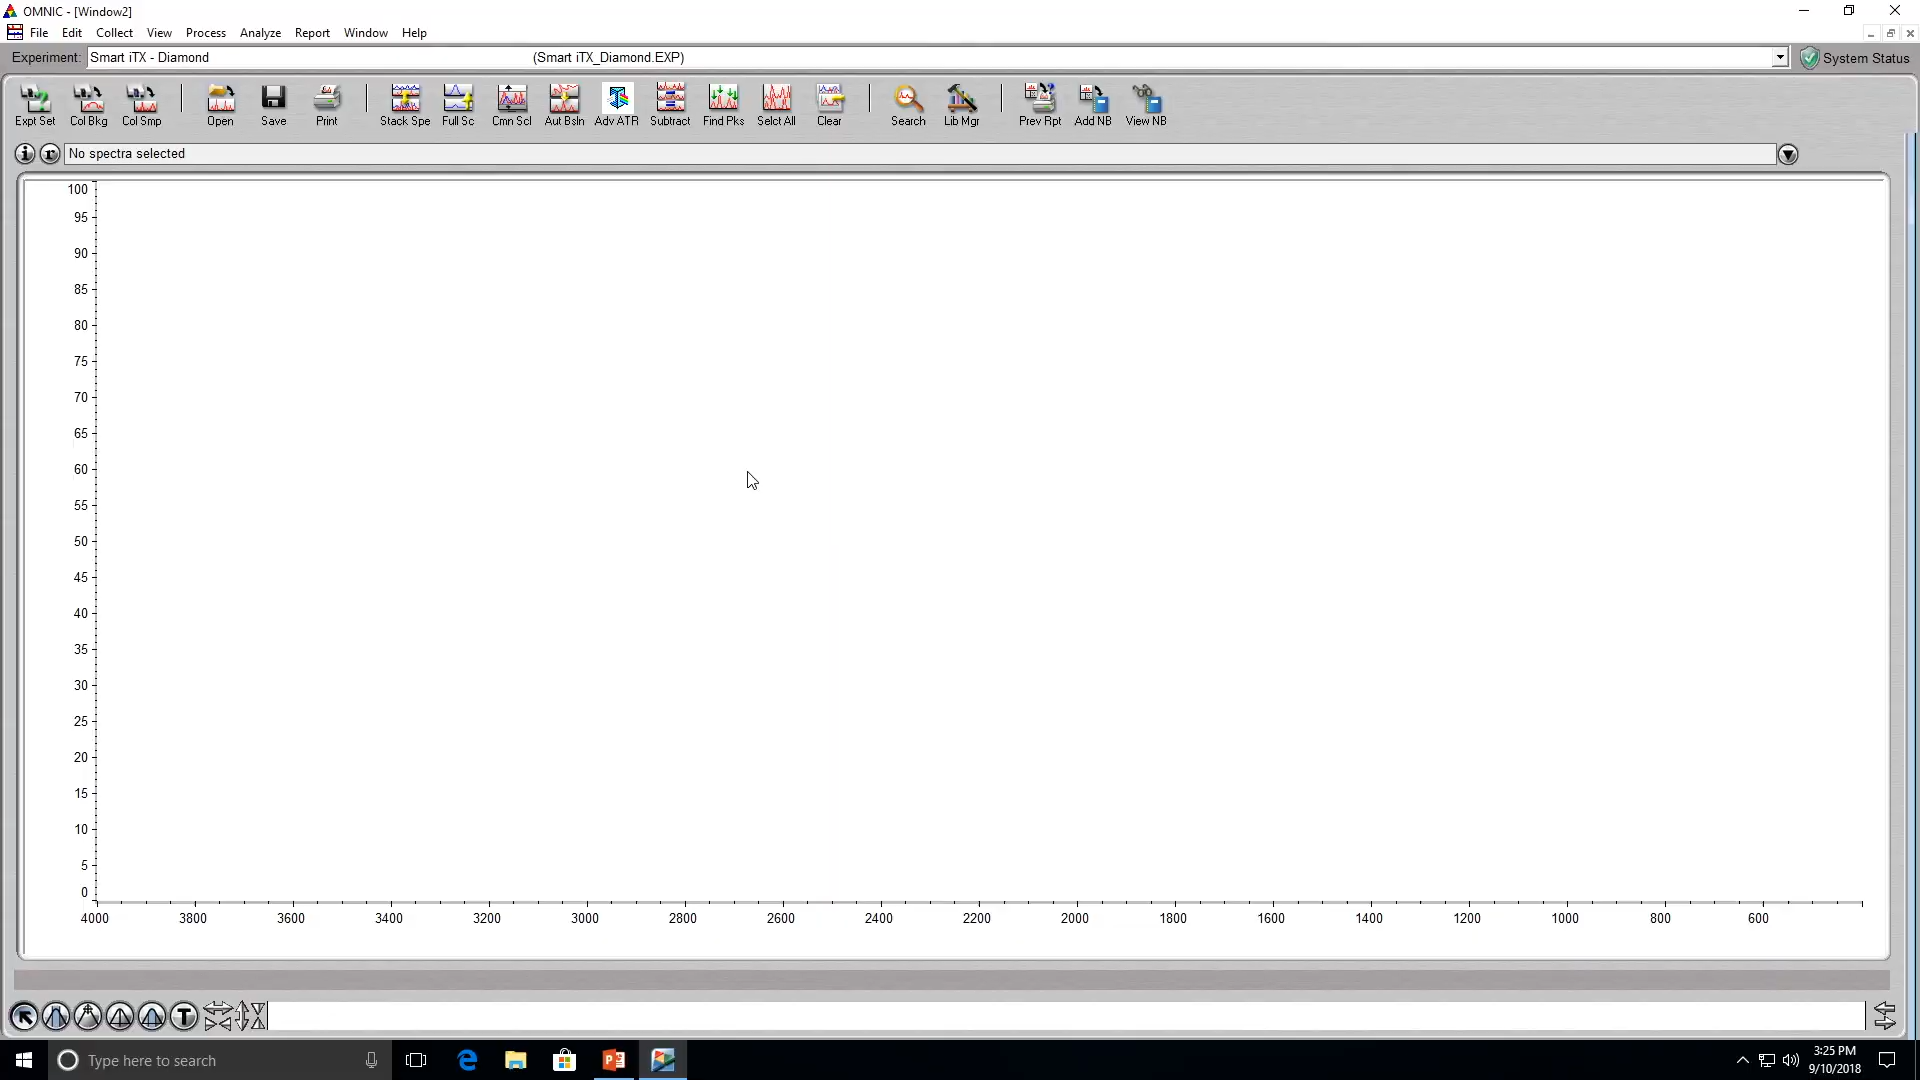 OMNIC - [Window2]
File Edit Collect View Process Analyze Report Window Help
Experiment: Smart iTX - Diamond (Smart iTX_Diamond.EXP) System Status
Expt Set Col Bkg Col Smp Open Save Print Stack Spe Full Sc Cmn Scl Aut Bsln Adv ATR Subtract Find Pks Selct All Clear Search Lib Mgr Prev Rpt Add NB View NB
i r No spectra selected
100
95
90
85
80
75
70
65
60
55
50
45
40
35
30
25
20
15
10
5
0
4000 3800 3600 3400 3200 3000 2800 2600 2400 2200 2000 1800 1600 1400 1200 1000 800 600
T
Type here to search
3:25 PM
9/10/2018